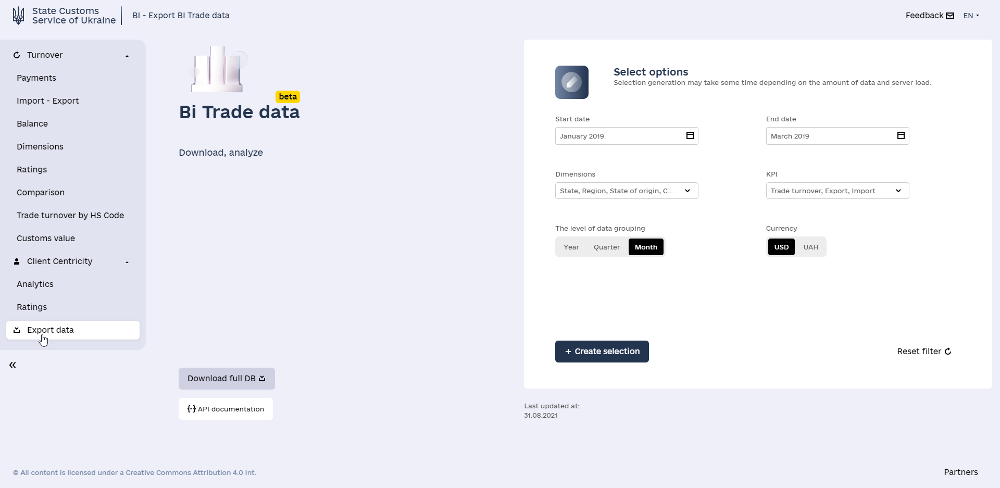 State Customs
Service of Ukraine
BI - Export BI Trade data
Feedback
EN
Turnover
Payments
Import - Export
Balance
Dimensions
Ratings
Comparison
Trade turnover by HS Code
Customs value
Client Centricity
Analytics
Ratings
Export data
beta
Bi Trade data
Download, analyze
Download full DB
API documentation
Select options
Selection generation may take some time depending on the amount of data and server load.
Start date
End date
January 2019
March 2019
Dimensions
KPI
State, Region, State of origin, C...
Trade turnover, Export, Import
The level of data grouping
Currency
Year Quarter Month
USD UAH
+ Create selection
Reset filter
Last updated at:
31.08.2021
© All content is licensed under a Creative Commons Attribution 4.0 Int.
Partners